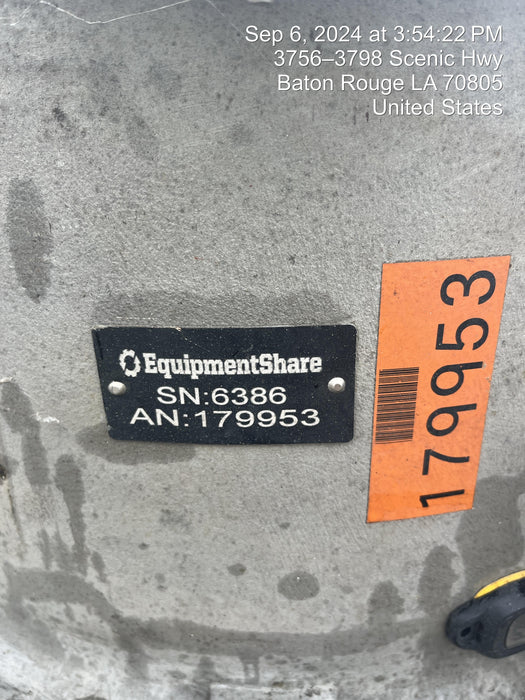 Sep 6, 2024 at 3:54:22 PM
3756–3798 Scenic Hwy
Baton Rouge LA 70805
United States
EquipmentShare
SN:6386
AN:179953
179953